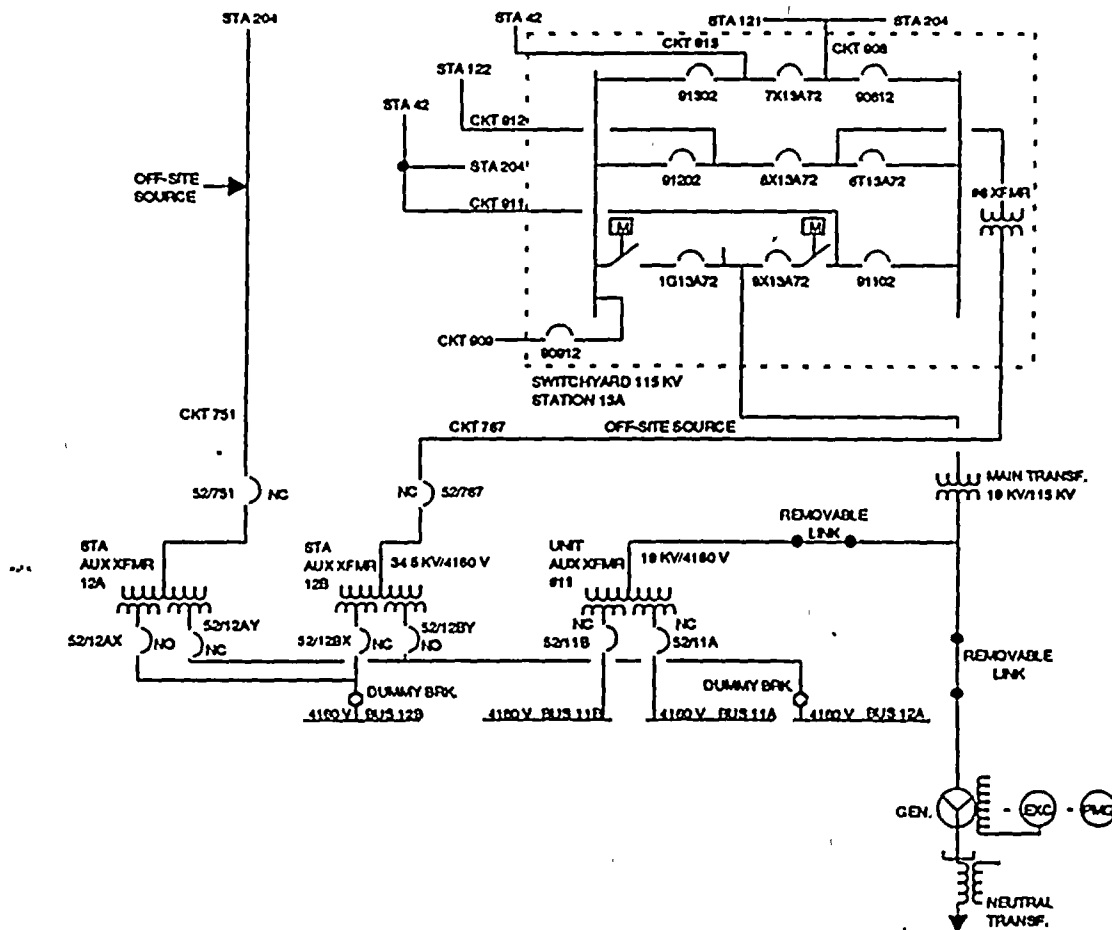 STA 204
STA 42
STA 121
STA 204
CKT 913
CKT 908
STA 122
91302
7X13A72
90812
STA 42
CKT 912
STA 204
OFF-SITE
SOURCE
91202
8X13A72
6T13A72
XFMR
CKT 911
M
M
1G13A72
9X13A72
91102
CKT 909
90912
SWITCHYARD 115 KV
STATION 13A
CKT 751
CKT 767
OFF-SITE SOURCE
52/751
NC
NC
52/767
MAIN TRANSF.
19 KV/115 KV
REMOVABLE
LINK
STA
AUX XFMR
12A
STA
AUX XFMR
12B
34.5 KV/4160 V
UNIT
AUX XFMR
#11
19 KV/4160 V
52/12AX
NO
52/12AY
NC
52/12BX
NC
52/12BY
NO
NC
52/11B
NC
52/11A
REMOVABLE
LINK
DUMMY BRK.
DUMMY BRK.
4160 V BUS 12B
4160 V BUS 11B
4160 V BUS 11A
4160 V BUS 12A
GEN.
EXC
PMG
NEUTRAL
TRANSF.